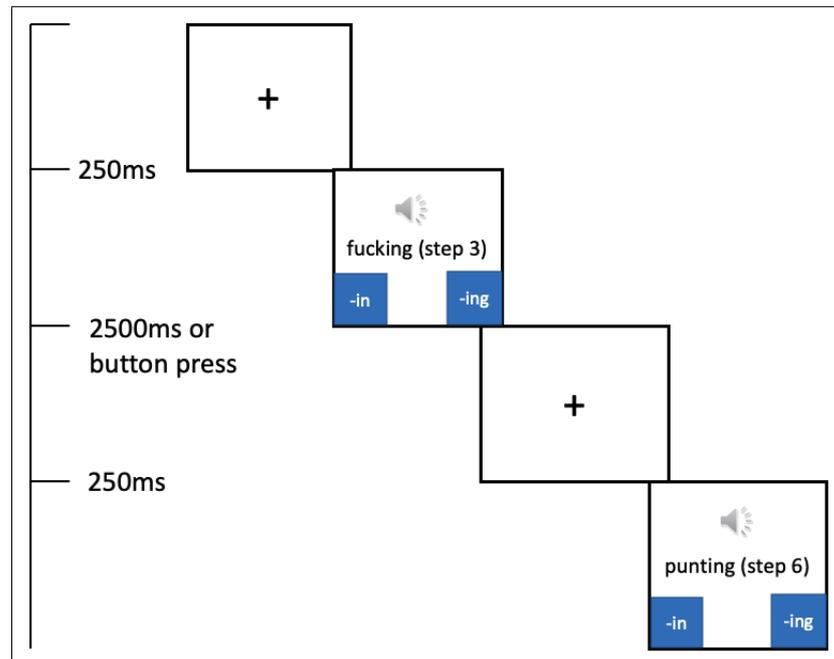 +
250ms
fucking (step 3)
-in -ing
2500ms or
button press
+
250ms
punting (step 6)
-in -ing